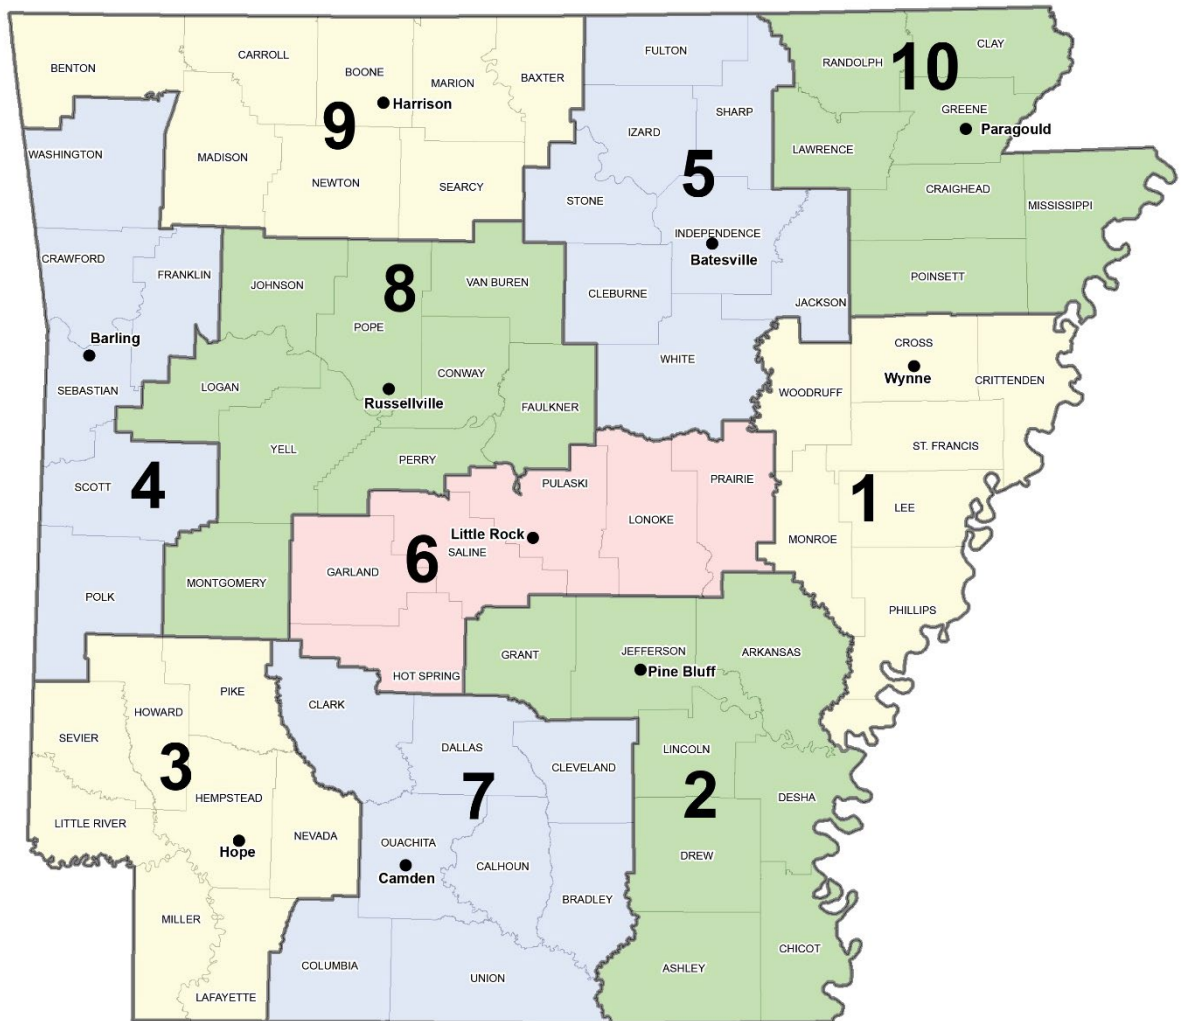 BENTON
CARROLL
BOONE
MARION
BAXTER
Harrison
9
WASHINGTON
MADISON
NEWTON
SEARCY
FULTON
SHARP
IZARD
5
STONE
INDEPENDENCE
Batesville
CLEBURNE
JACKSON
WHITE
RANDOLPH
10
CLAY
GREENE
Paragould
LAWRENCE
CRAIGHEAD
MISSISSIPPI
POINSETT
CRAWFORD
FRANKLIN
Barling
SEBASTIAN
SCOTT
4
POLK
JOHNSON
8
VAN BUREN
POPE
CONWAY
LOGAN
Russellville
FAULKNER
YELL
PERRY
MONTGOMERY
CROSS
Wynne
CRITTENDEN
WOODRUFF
ST. FRANCIS
1
LEE
MONROE
PHILLIPS
PULASKI
PRAIRIE
LONOKE
Little Rock
SALINE
6
GARLAND
HOT SPRING
GRANT
JEFFERSON
Pine Bluff
ARKANSAS
LINCOLN
2
DESHA
DREW
CHICOT
ASHLEY
PIKE
HOWARD
SEVIER
3
HEMPSTEAD
LITTLE RIVER
NEVADA
Hope
MILLER
LAFAYETTE
CLARK
DALLAS
CLEVELAND
7
OUACHITA
Camden
CALHOUN
BRADLEY
COLUMBIA
UNION